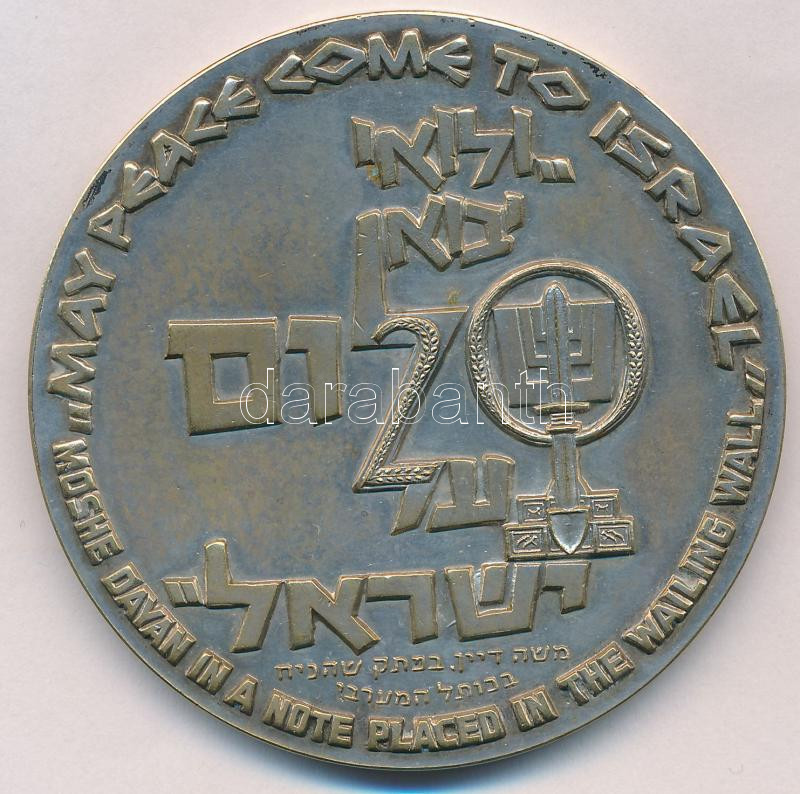 „MAY PEACE COME TO ISRAEL”
MOSHE DAYAN IN A NOTE PLACED IN THE WAILING WALL
„ולואי
יבוא
שלום
20
על
ישראל”
משה דיין, בפתק שהניח
בכותל המערבי
darabanth